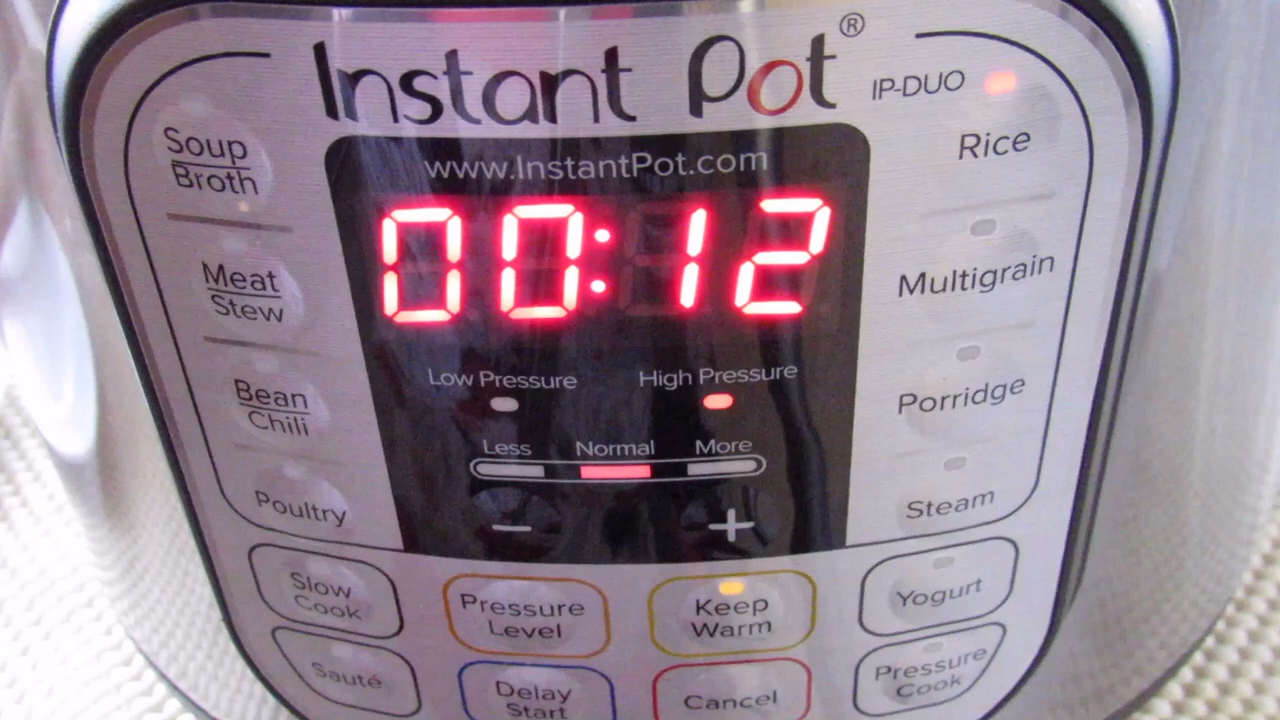 Instant Pot®
IP-DUO
www.InstantPot.com
00:12
Low Pressure
High Pressure
Less
Normal
More
−
+
Soup
Broth
Meat
Stew
Bean
Chili
Poultry
Rice
Multigrain
Porridge
Steam
Slow
Cook
Pressure
Level
Keep
Warm
Yogurt
Sauté
Delay
Start
Cancel
Pressure
Cook